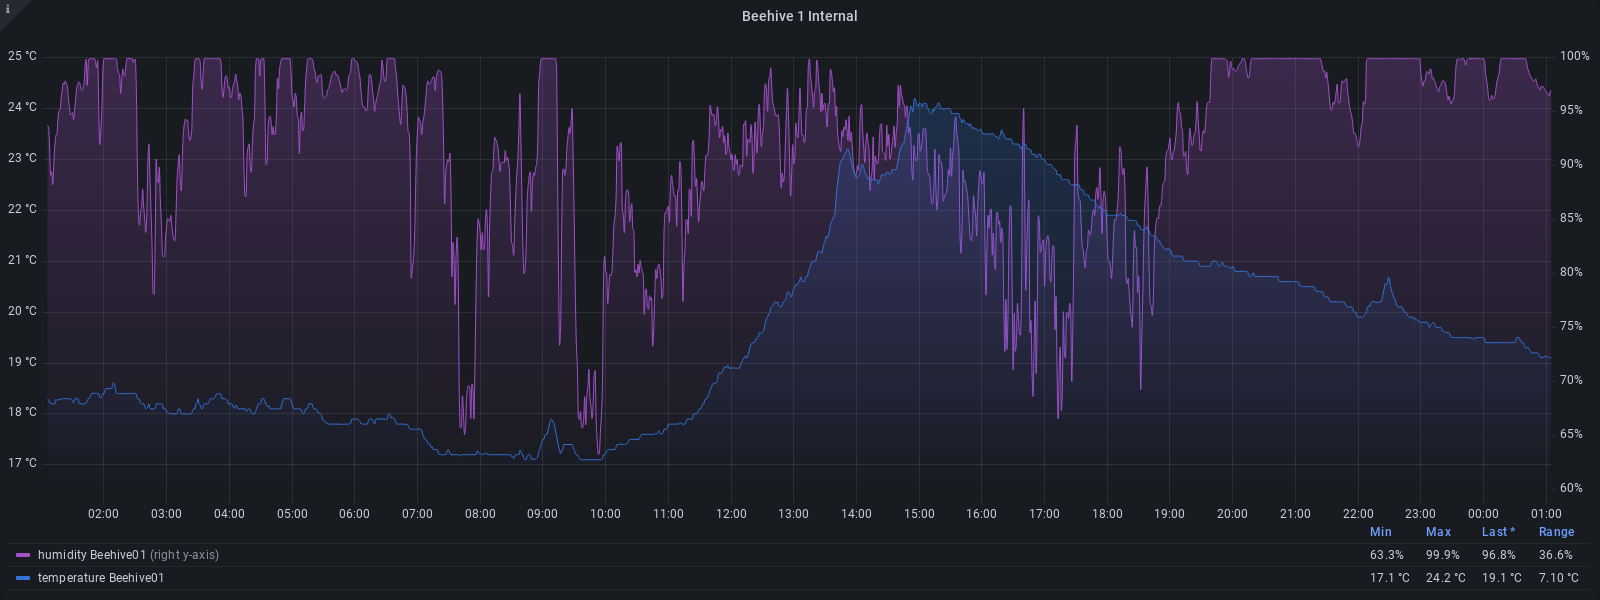 i
Beehive 1 Internal
25 °C 100%
24 °C 95%
23 °C 90%
22 °C 85%
21 °C 80%
20 °C 75%
19 °C 70%
18 °C 65%
17 °C 60%
02:00 03:00 04:00 05:00 06:00 07:00 08:00 09:00 10:00 11:00 12:00 13:00 14:00 15:00 16:00 17:00 18:00 19:00 20:00 21:00 22:00 23:00 00:00 01:00
Min Max Last * Range
humidity Beehive01 (right y-axis) 63.3% 99.9% 96.8% 36.6%
temperature Beehive01 17.1 °C 24.2 °C 19.1 °C 7.10 °C